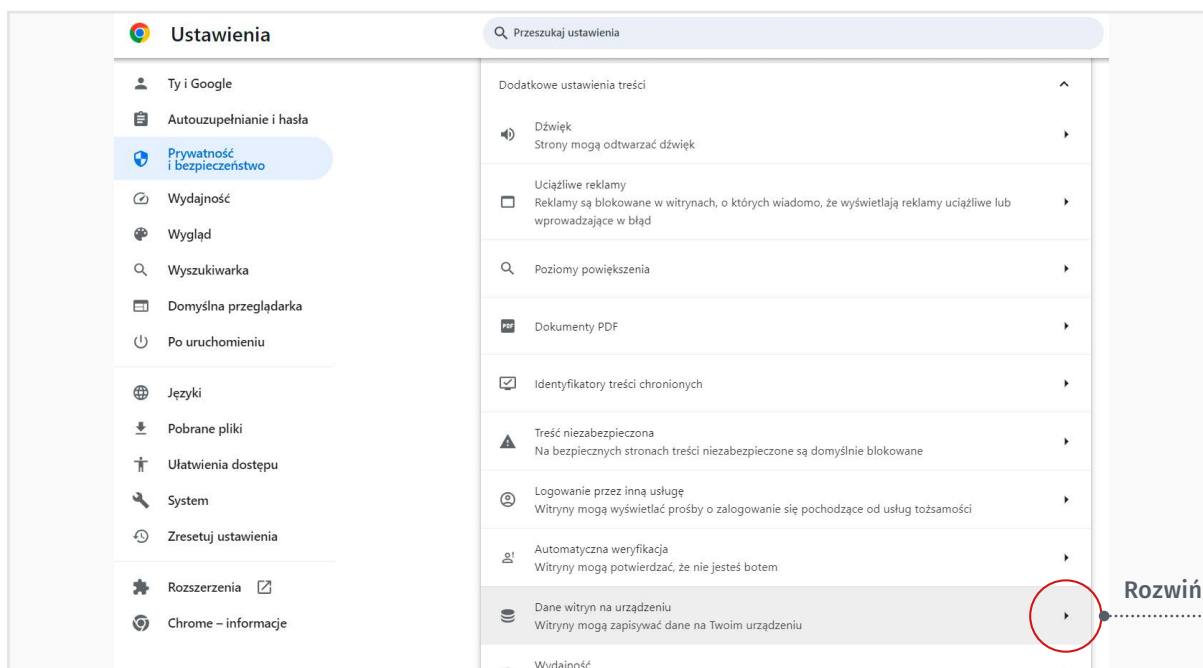 Ustawienia
Przeszukaj ustawienia
Ty i Google
Autouzupełnianie i hasła
Prywatność
i bezpieczeństwo
Wydajność
Wygląd
Wyszukiwarka
Domyślna przeglądarka
Po uruchomieniu
Języki
Pobrane pliki
Ułatwienia dostępu
System
Zresetuj ustawienia
Rozszerzenia
Chrome – informacje
Dodatkowe ustawienia treści
Dźwięk
Strony mogą odtwarzać dźwięk
Uciążliwe reklamy
Reklamy są blokowane w witrynach, o których wiadomo, że wyświetlają reklamy uciążliwe lub
wprowadzające w błąd
Poziomy powiększenia
PDF
Dokumenty PDF
Identyfikatory treści chronionych
Treść niezabezpieczona
Na bezpiecznych stronach treści niezabezpieczone są domyślnie blokowane
Logowanie przez inną usługę
Witryny mogą wyświetlać prośby o zalogowanie się pochodzące od usług tożsamości
Automatyczna weryfikacja
Witryny mogą potwierdzać, że nie jesteś botem
Dane witryn na urządzeniu
Witryny mogą zapisywać dane na Twoim urządzeniu
Wydajność
Rozwiń